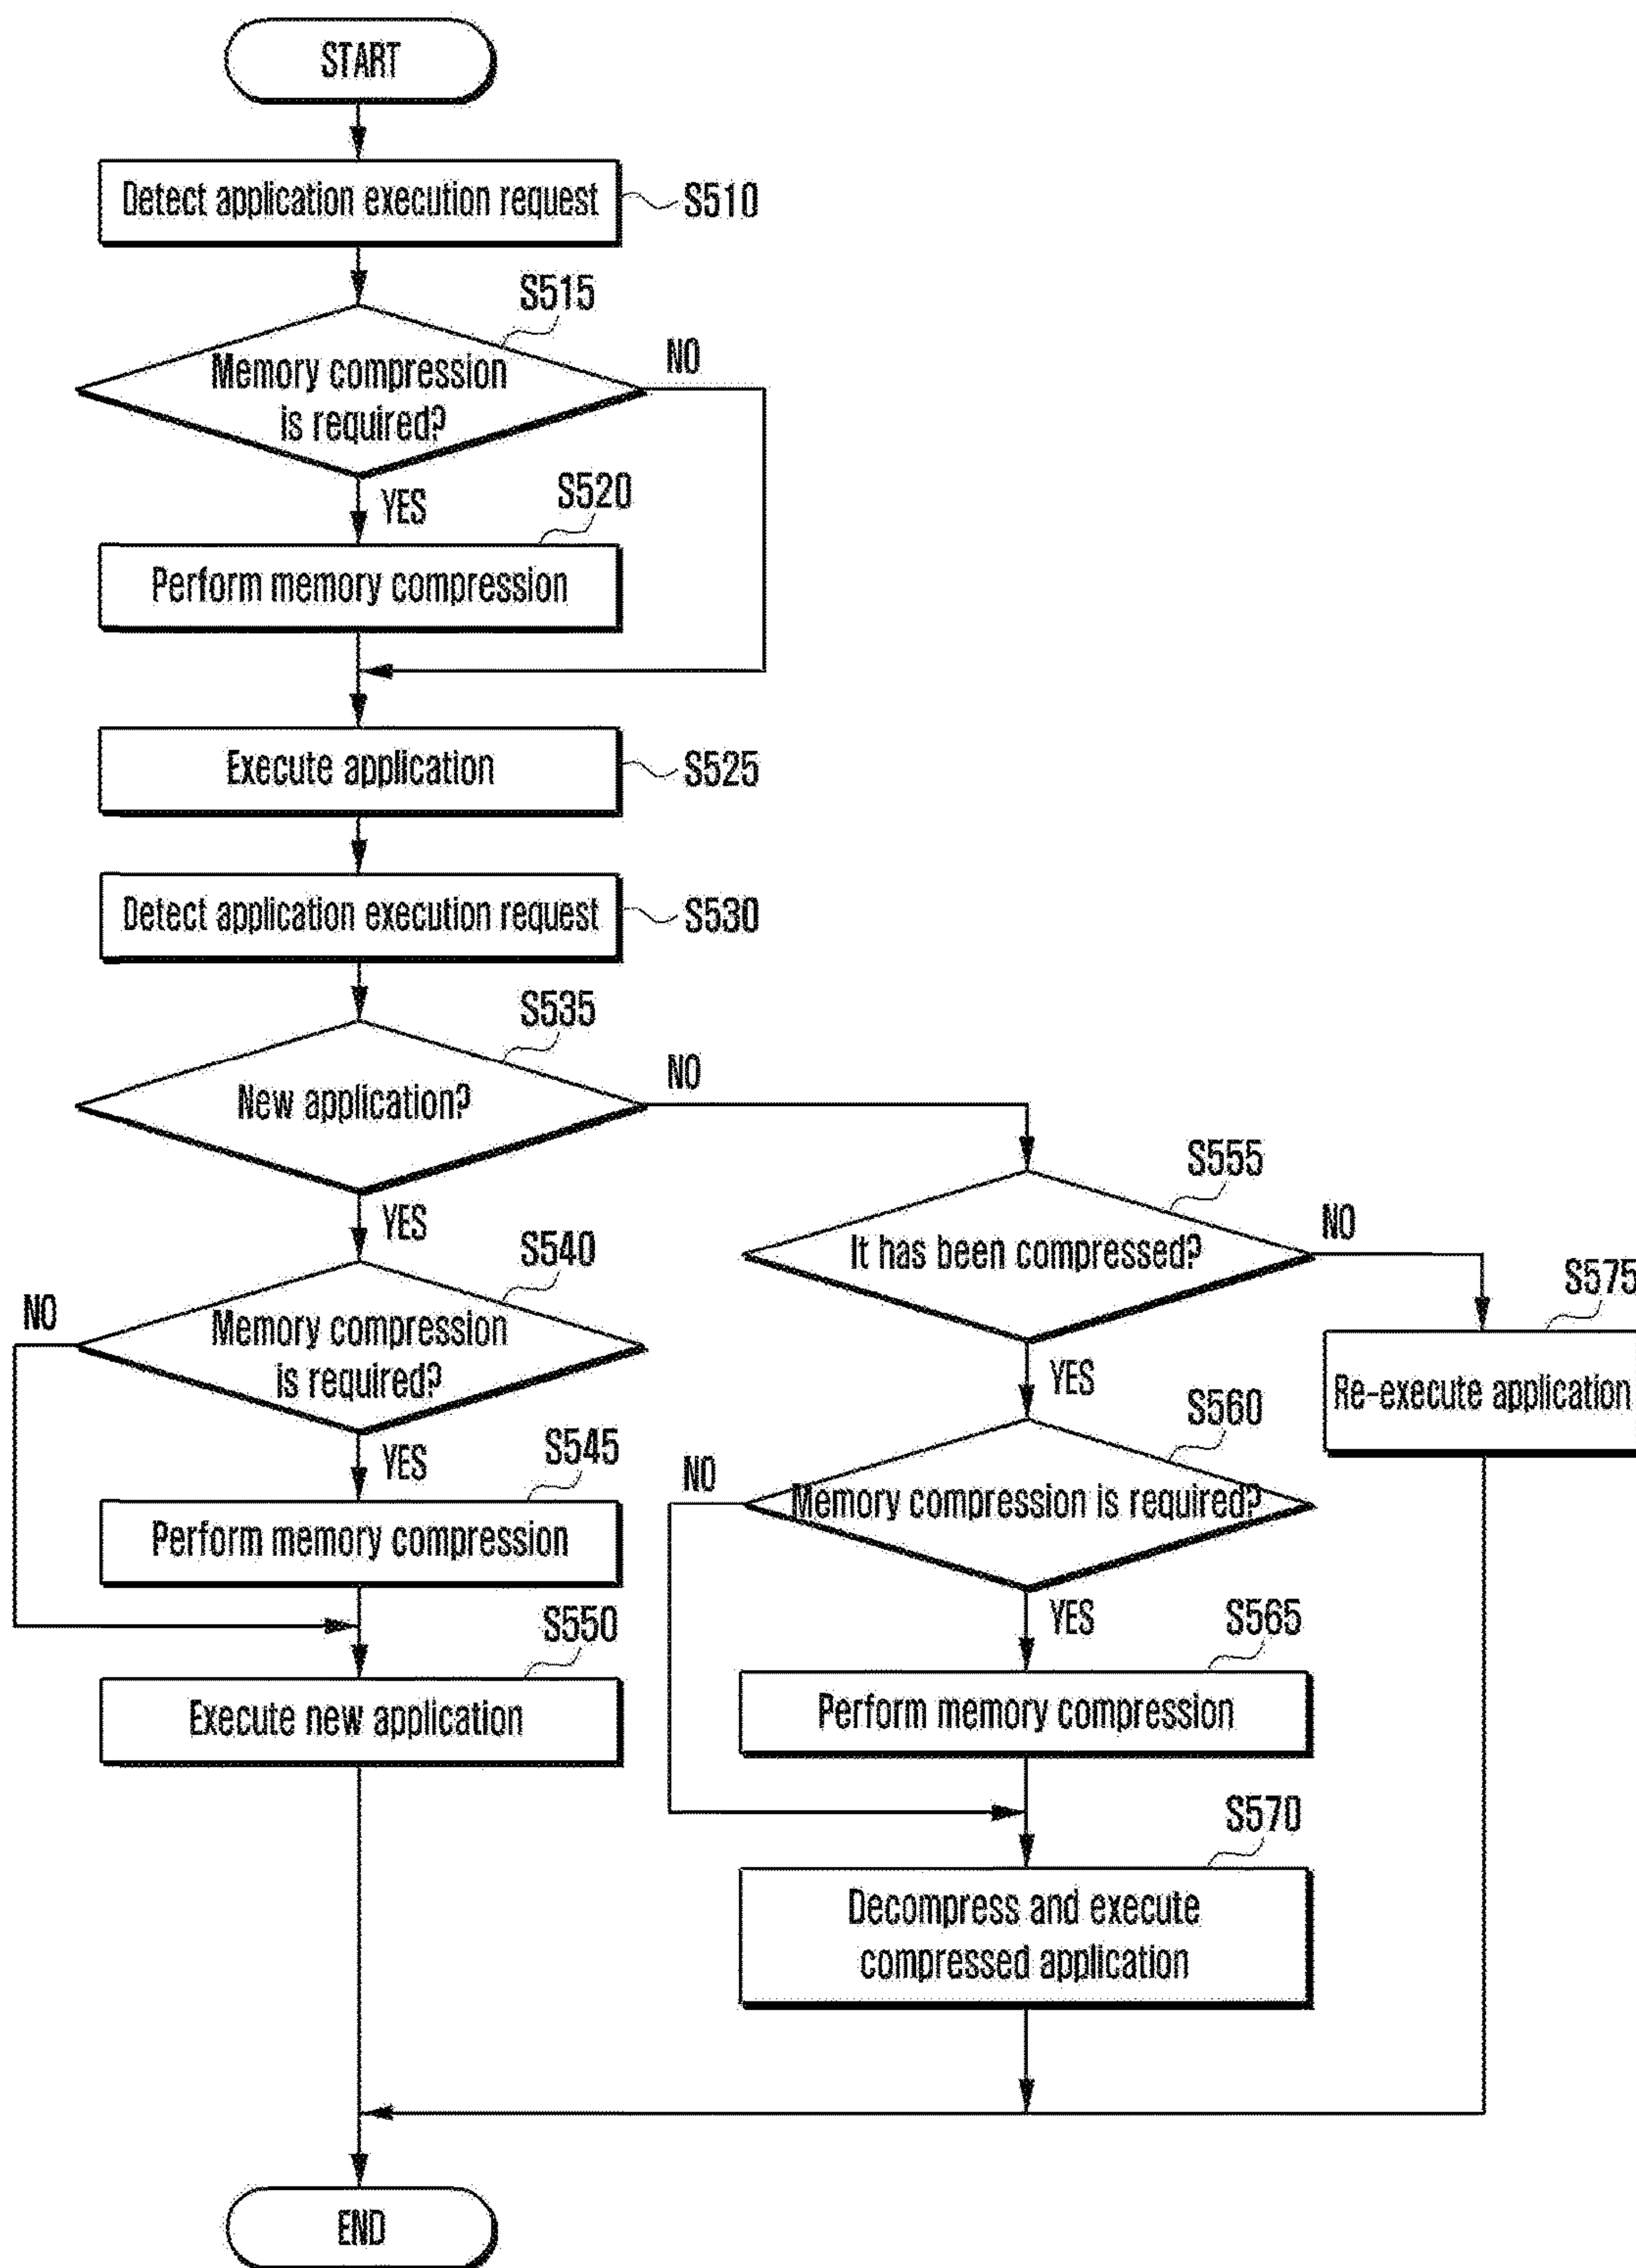 START
Detect application execution request
S510
S515
Memory compression
is required?
NO
YES
S520
Perform memory compression
Execute application
S525
Detect application execution request
S530
S535
New application?
NO
YES
S555
It has been compressed?
NO
S575
Re-execute application
S540
NO
Memory compression
is required?
YES
YES
S560
NO
Memory compression is required?
S545
Perform memory compression
YES
S565
Perform memory compression
S550
Execute new application
S570
Decompress and execute
compressed application
END